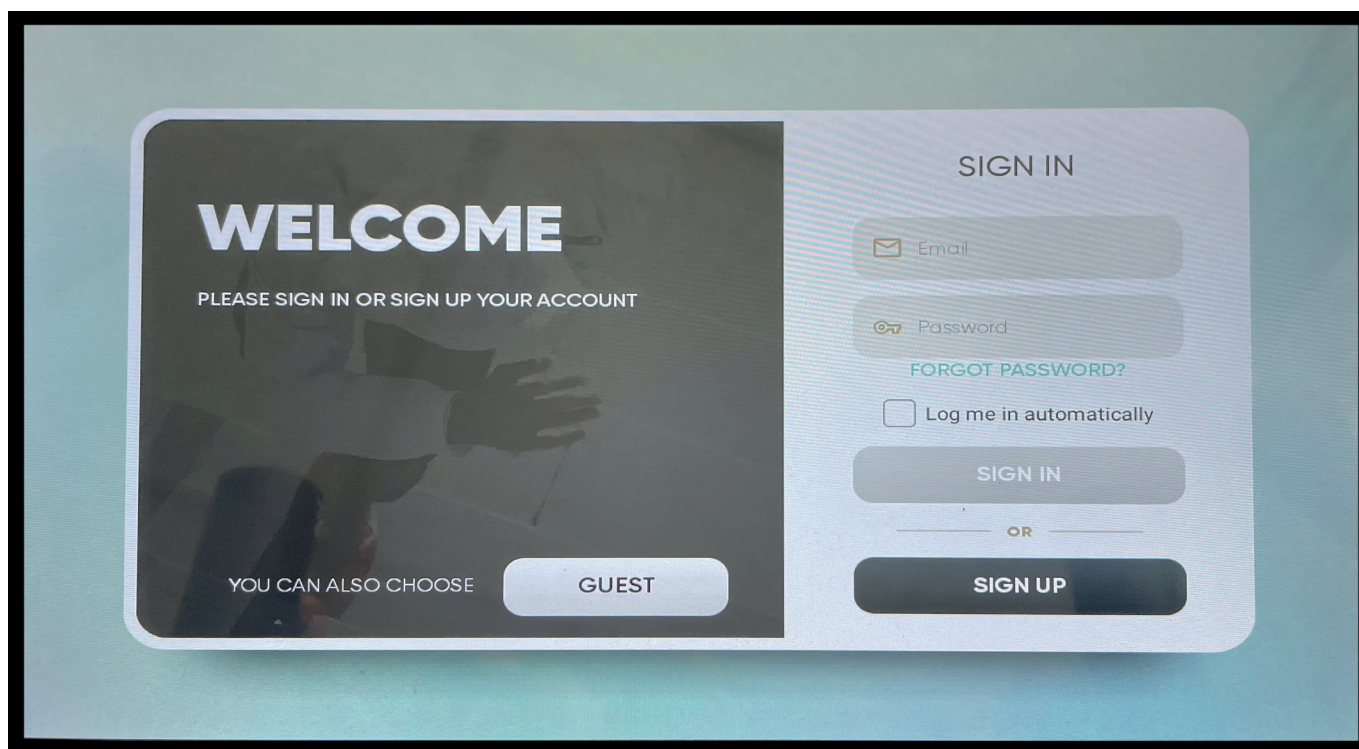 WELCOME
PLEASE SIGN IN OR SIGN UP YOUR ACCOUNT
YOU CAN ALSO CHOOSE
GUEST
SIGN IN
Email
Password
FORGOT PASSWORD?
Log me in automatically
SIGN IN
OR
SIGN UP